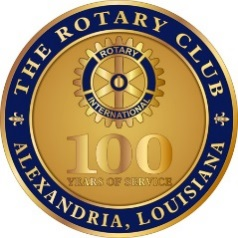 THE ROTARY CLUB
ROTARY
INTERNATIONAL
100
YEARS OF SERVICE
ALEXANDRIA, LOUISIANA